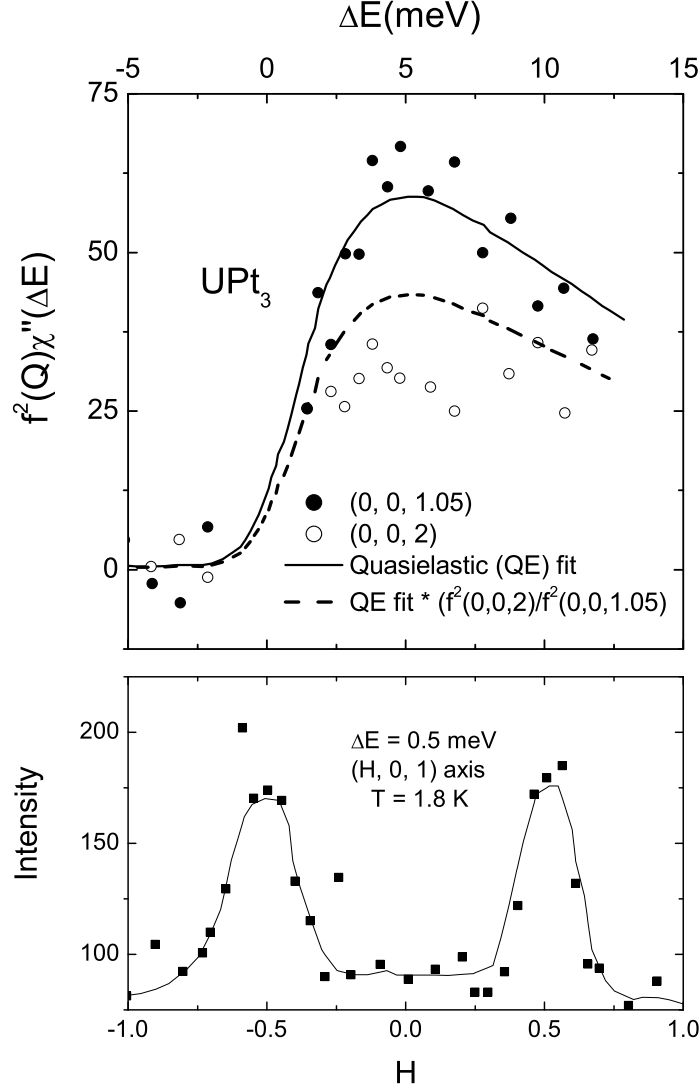 ΔE(meV)
-5 0 5 10 15
75
50
25
0
f²(Q)χ"(ΔE)
UPt₃
(0, 0, 1.05)
(0, 0, 2)
Quasielastic (QE) fit
QE fit * (f²(0,0,2)/f²(0,0,1.05)
200
150
100
Intensity
ΔE = 0.5 meV
(H, 0, 1) axis
T = 1.8 K
-1.0 -0.5 0.0 0.5 1.0
H